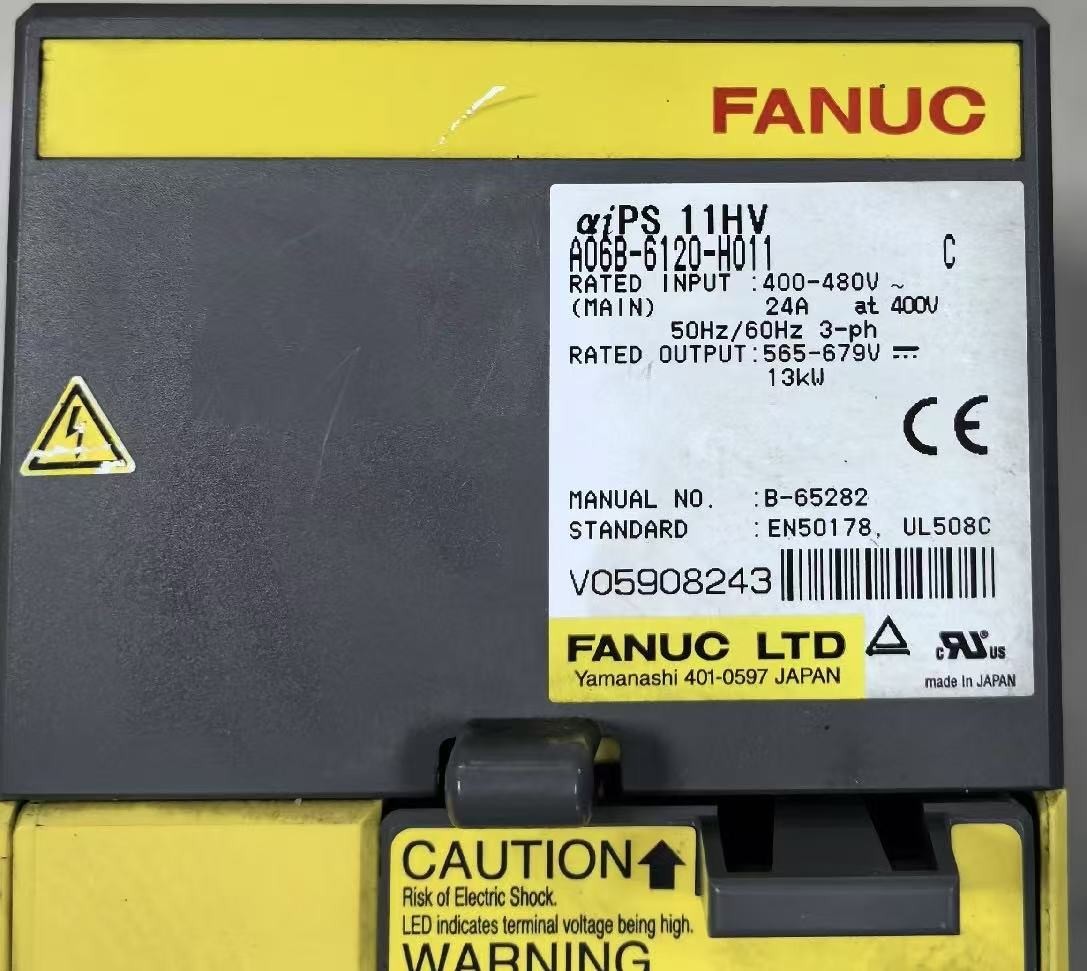 FANUC
αiPS 11HV
A06B-6120-H011 C
RATED INPUT :400-480V ~
(MAIN) 24A at 400V
50Hz/60Hz 3-ph
RATED OUTPUT:565-679V ⎓
13kW
CE
MANUAL NO. :B-65282
STANDARD :EN50178, UL508C
V05908243
FANUC LTD
Yamanashi 401-0597 JAPAN
c RU ® US
made in JAPAN
CAUTION
Risk of Electric Shock.
LED indicates terminal voltage being high.
WARNING